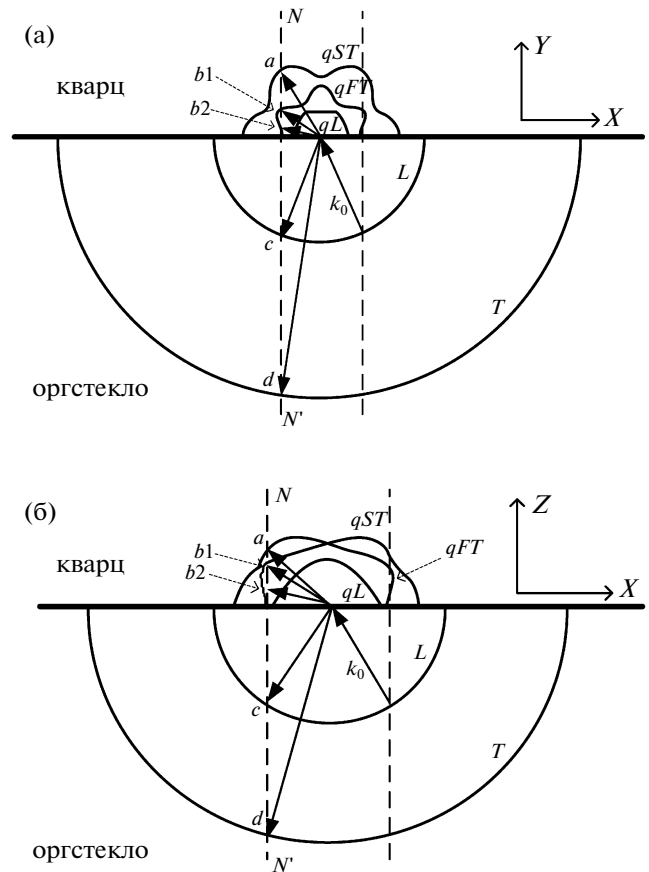 (а)
N
Y
a
qST
b1
qFT
кварц
b2
X
qL
L
k₀
c
T
d
оргстекло
N'
(б)
N
Z
a
qST
b1
qFT
кварц
b2
qL
X
L
k₀
c
T
d
оргстекло
N'